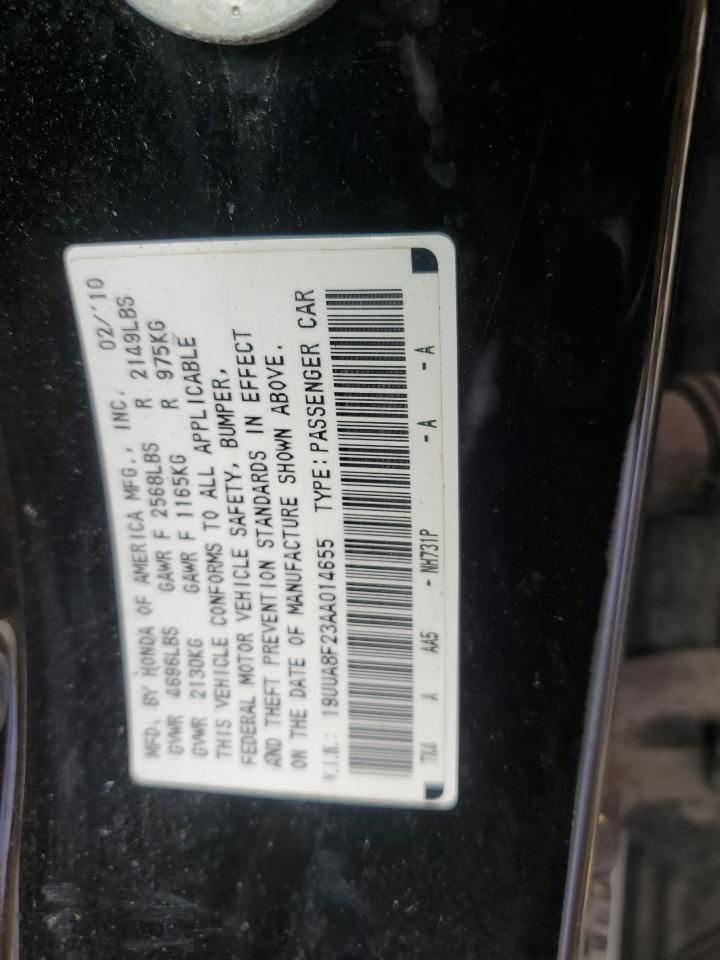 MFD. BY HONDA OF AMERICA MFG., INC. 02/'10
GVWR 4696LBS GAWR F 2568LBS R 2149LBS
GVWR 2130KG GAWR F 1165KG R 975KG
THIS VEHICLE CONFORMS TO ALL APPLICABLE
FEDERAL MOTOR VEHICLE SAFETY, BUMPER,
AND THEFT PREVENTION STANDARDS IN EFFECT
ON THE DATE OF MANUFACTURE SHOWN ABOVE.
V.I.N.: 19UUA8F23AA014655 TYPE: PASSENGER CAR
TK4 A AA5 - NH731P - A - A